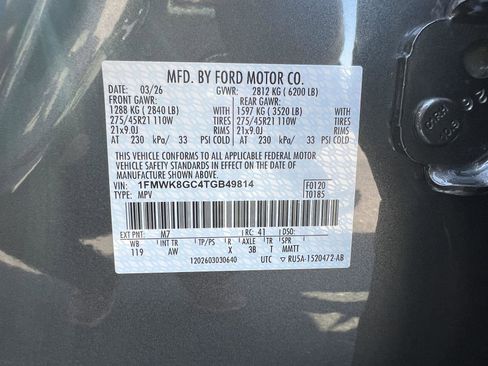 MFD. BY FORD MOTOR CO.
DATE: 03/26 GVWR: 2812 KG ( 6200 LB)
FRONT GAWR: REAR GAWR:
1288 KG ( 2840 LB) WITH 1597 KG ( 3520 LB) WITH
275/45R21 110W TIRES 275/45R21 110W TIRES
21x9.0J RIMS 21x9.0J RIMS
AT 230 kPa/ 33 PSI COLD AT 230 kPa/ 33 PSI COLD
THIS VEHICLE CONFORMS TO ALL APPLICABLE FEDERAL MOTOR
VEHICLE SAFETY STANDARDS IN EFFECT ON THE DATE OF
MANUFACTURE SHOWN ABOVE.
VIN: 1FMWK8GC4TGB49814 F0120
TYPE: MPV T0185
EXT PNT: M7 RC: 41 DSO:
WB INT TR TP/PS R AXLE TR SPR
119 AW X 3B T MMTT
1202603030640 UTC ▽ RU5A-1520472-AB